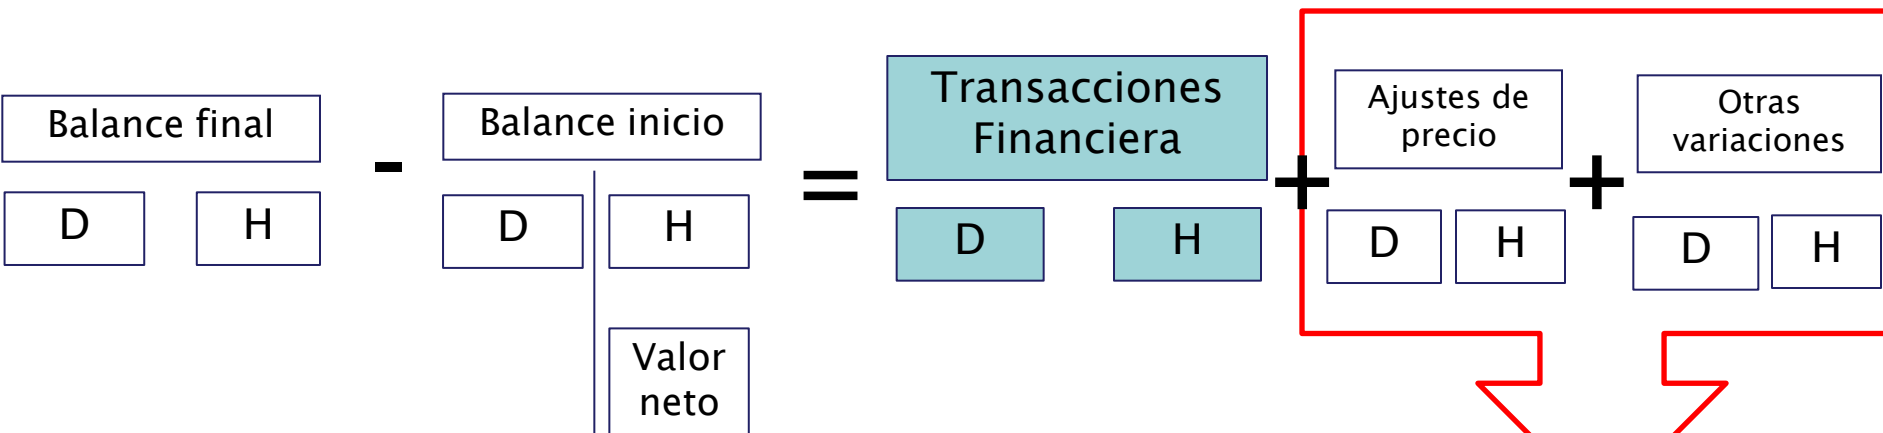 Balance final
D H
-
Balance inicio
D H
Valor
neto
=
Transacciones
Financiera
D H
+
Ajustes de
precio
D H
+
Otras
variaciones
D H